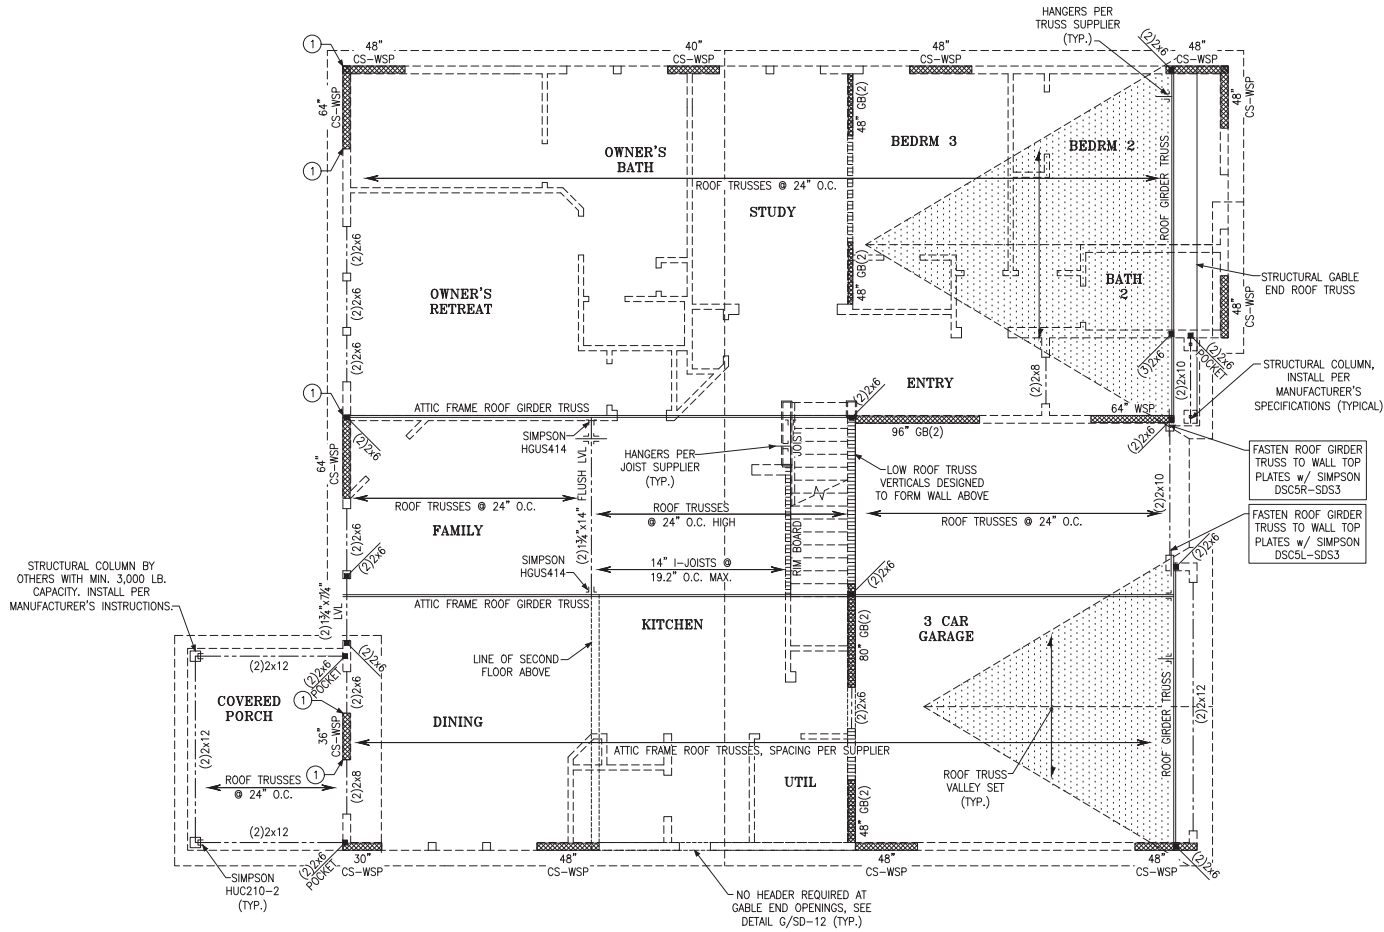 HANGERS PER
TRUSS SUPPLIER
(TYP.)
1
48"
CS-WSP
40"
CS-WSP
48"
CS-WSP
(2)2x6
48"
CS-WSP
64"
CS-WSP
48" GB(2)
48"
CS-WSP
1
OWNER'S
BATH
BEDRM 3
BEDRM 2
ROOF TRUSSES @ 24" O.C.
ROOF GIRDER TRUSS
STUDY
(2)2x6
(2)2x6
(2)2x6
OWNER'S
RETREAT
48" GB(2)
BATH
2
STRUCTURAL GABLE
END ROOF TRUSS
48"
CS-WSP
(3)2x6
(2)2x6
POCKET
(2)2x8
(2)2x10
STRUCTURAL COLUMN,
INSTALL PER
MANUFACTURER'S
SPECIFICATIONS (TYPICAL)
1
ENTRY
(2)2x6
ATTIC FRAME ROOF GIRDER TRUSS
64" WSP
96" GB(2)
(2)2x6
(2)2x6
SIMPSON
HGUS414
64"
CS-WSP
FLUSH LVL
(2)1¾"x14"
HANGERS PER
JOIST SUPPLIER
(TYP.)
JOIST
RIM BOARD
LOW ROOF TRUSS
VERTICALS DESIGNED
TO FORM WALL ABOVE
FASTEN ROOF GIRDER
TRUSS TO WALL TOP
PLATES w/ SIMPSON
DSC5R-SDS3
(2)2x10
ROOF TRUSSES @ 24" O.C.
ROOF TRUSSES
@ 24" O.C. HIGH
ROOF TRUSSES @ 24" O.C.
FASTEN ROOF GIRDER
TRUSS TO WALL TOP
PLATES w/ SIMPSON
DSC5L-SDS3
FAMILY
(2)2x6
(2)2x6
SIMPSON
HGUS414
14" I-JOISTS @
19.2" O.C. MAX.
(2)2x6
(2)2x6
STRUCTURAL COLUMN BY
OTHERS WITH MIN. 3,000 LB.
CAPACITY. INSTALL PER
MANUFACTURER'S INSTRUCTIONS.
(2)1¾"x7¼"
LVL
ATTIC FRAME ROOF GIRDER TRUSS
KITCHEN
80" GB(2)
3 CAR
GARAGE
(2)2x12
(2)2x6
POCKET
(2)2x6
LINE OF SECOND
FLOOR ABOVE
ROOF GIRDER TRUSS
(2)2x12
COVERED
PORCH
1
(2)2x6
DINING
(2)2x6
(2)2x12
36"
CS-WSP
ATTIC FRAME ROOF TRUSSES, SPACING PER SUPPLIER
ROOF TRUSSES
@ 24" O.C.
1
(2)2x8
UTIL
ROOF TRUSS
VALLEY SET
(TYP.)
(2)2x12
48" GB(2)
(2)2x6
POCKET
SIMPSON
HUC210-2
(TYP.)
30"
CS-WSP
48"
CS-WSP
48"
CS-WSP
48"
CS-WSP
(2)2x6
NO HEADER REQUIRED AT
GABLE END OPENINGS, SEE
DETAIL G/SD-12 (TYP.)